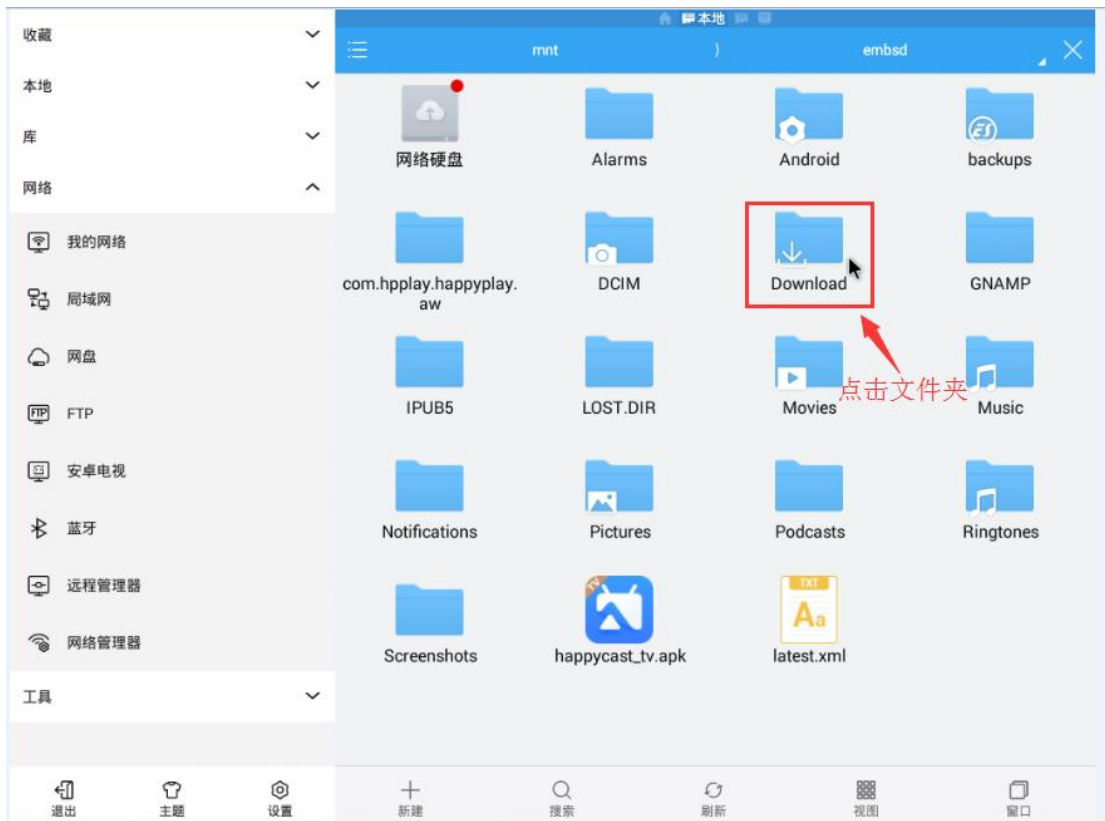 本地
收藏
本地
库
网络
我的网络
局域网
网盘
FTP
FTP
安卓电视
蓝牙
远程管理器
网络管理器
工具
退出
主题
设置
mnt
embsd
网络硬盘
Alarms
Android
backups
com.hpplay.happyplay.
aw
DCIM
Download
GNAMP
点击文件夹
IPUB5
LOST.DIR
Movies
Music
Notifications
Pictures
Podcasts
Ringtones
Screenshots
TV
happycast_tv.apk
TXT
Aa
latest.xml
新建
搜索
刷新
视图
窗口